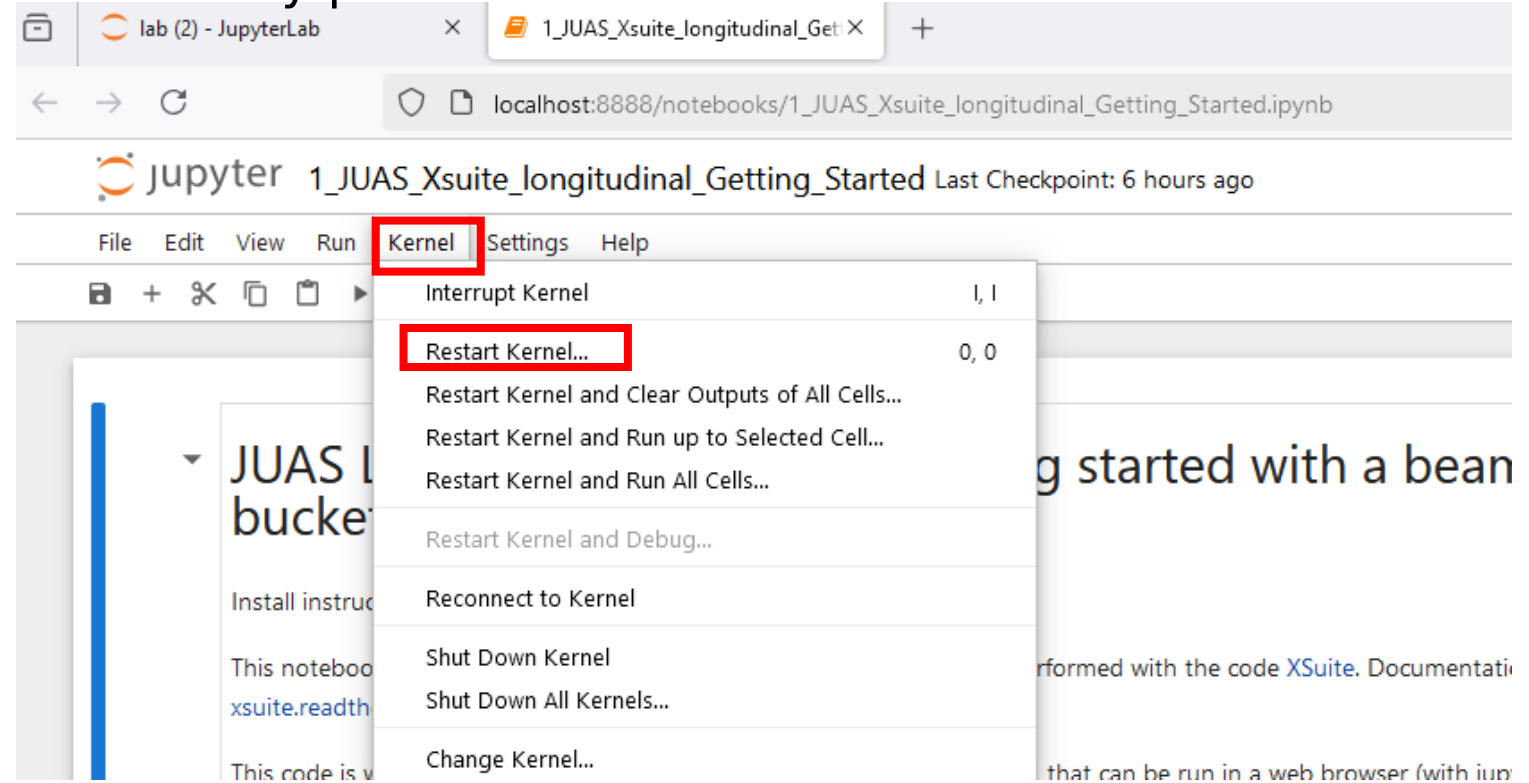 lab (2) - JupyterLab
1_JUAS_Xsuite_longitudinal_Get
localhost:8888/notebooks/1_JUAS_Xsuite_longitudinal_Getting_Started.ipynb
jupyter 1_JUAS_Xsuite_longitudinal_Getting_Started Last Checkpoint: 6 hours ago
File Edit View Run Kernel Settings Help
Interrupt Kernel I, I
Restart Kernel... 0, 0
Restart Kernel and Clear Outputs of All Cells...
Restart Kernel and Run up to Selected Cell...
Restart Kernel and Run All Cells...
Restart Kernel and Debug...
Reconnect to Kernel
Shut Down Kernel
Shut Down All Kernels...
Change Kernel...
JUAS g started with a beam
bucket
Install instruc
This noteboo rformed with the code XSuite. Documentati
xsuite.readth
This code is that can be run in a web browser (with jup